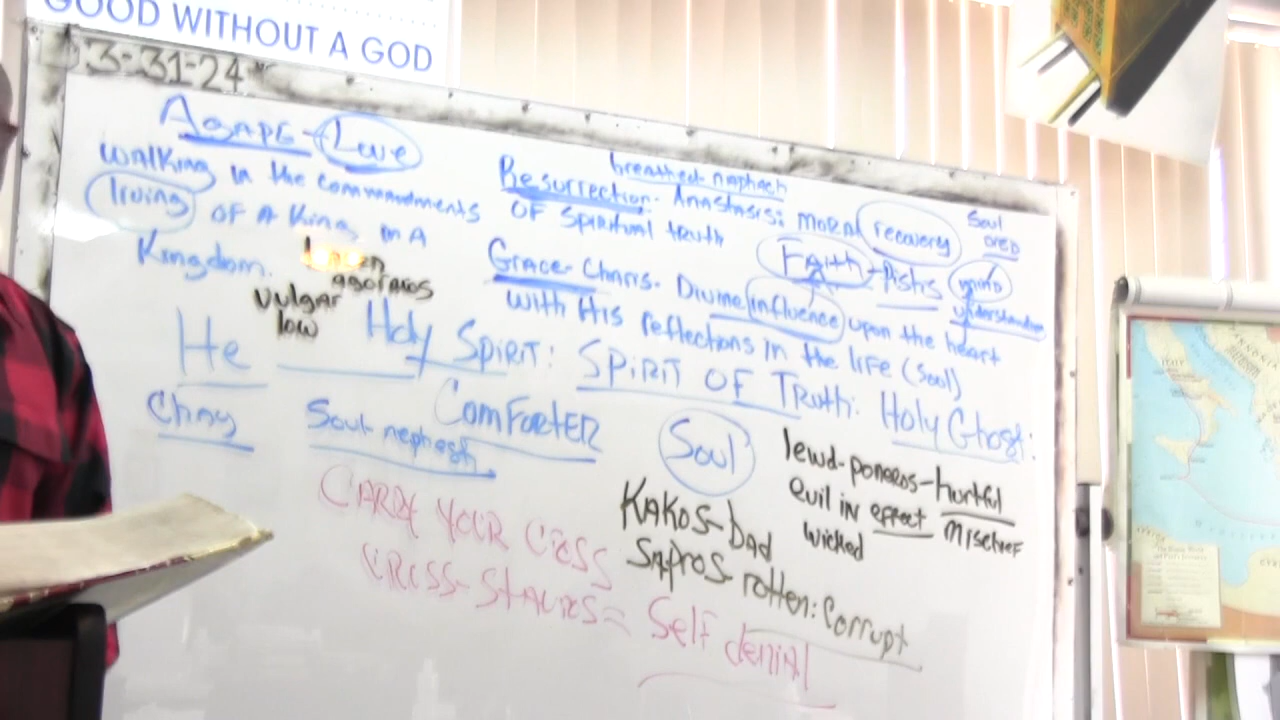 GOOD WITHOUT A GOD
3-31-24
AGAPE - Love
walking in the commandments
living of a King in a
Kingdom.
breathed naphach
Resurrection- Anastasis: moral recovery
of spiritual truth
Soul
Faith - Pistis mind
understanding
Grace- Charis. Divine influence upon the heart
with His reflections in the life (soul)
agoraios
vulgar
low
He Holy Spirit: Spirit of Truth: Holy Ghost:
Chay Soul-nephesh Comforter
Soul
lewd-poneros-hurtful
evil in effect Mischief
wicked
KAKOS-bad
SAPROS- rotten: Corrupt
CARRY YOUR CROSS
CROSS-STAUROS= Self denial